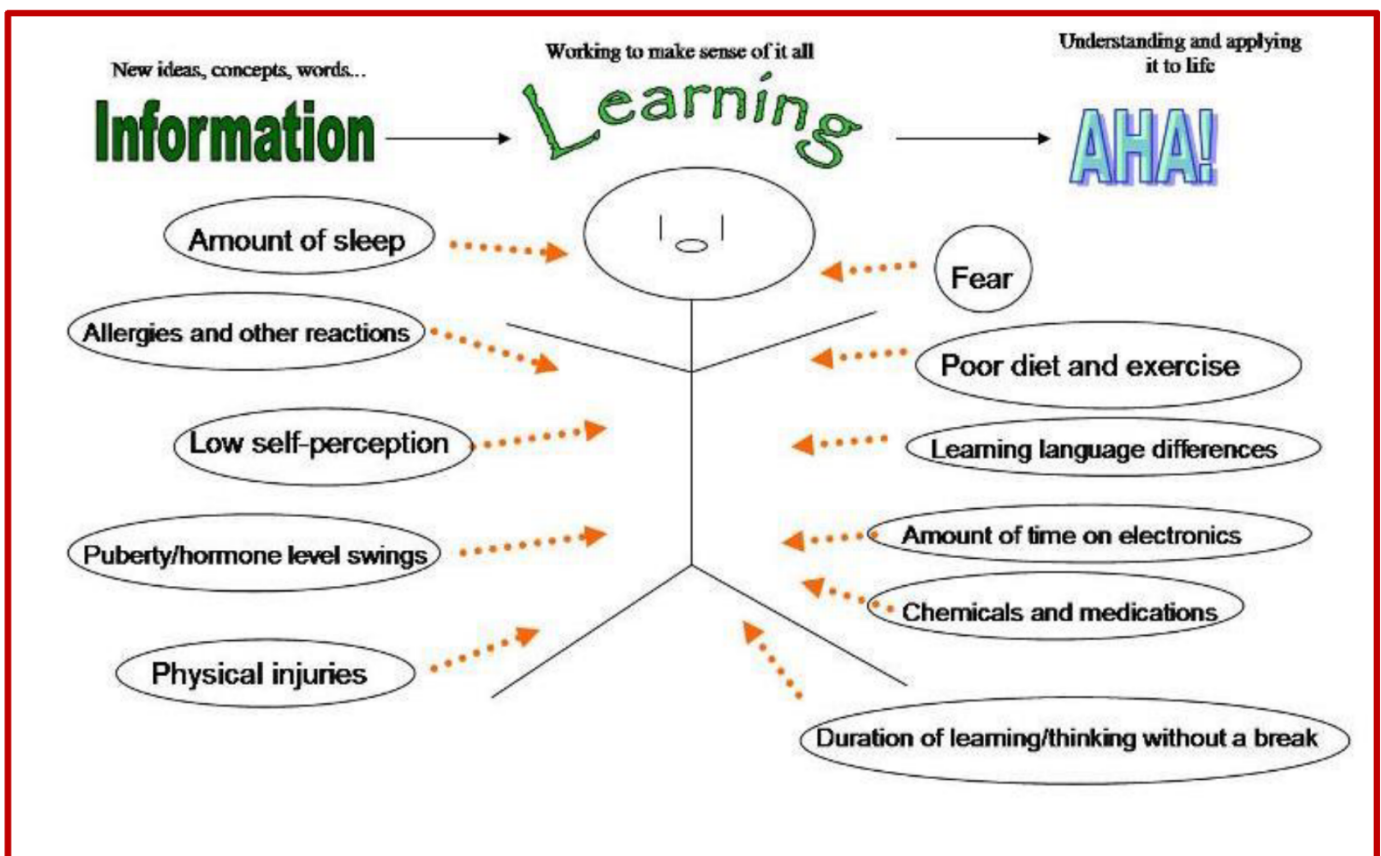 New ideas, concepts, words...
Information
Working to make sense of it all
Learning
Understanding and applying
it to life
AHA!
Amount of sleep
Fear
Allergies and other reactions
Poor diet and exercise
Low self-perception
Learning language differences
Puberty/hormone level swings
Amount of time on electronics
Chemicals and medications
Physical injuries
Duration of learning/thinking without a break